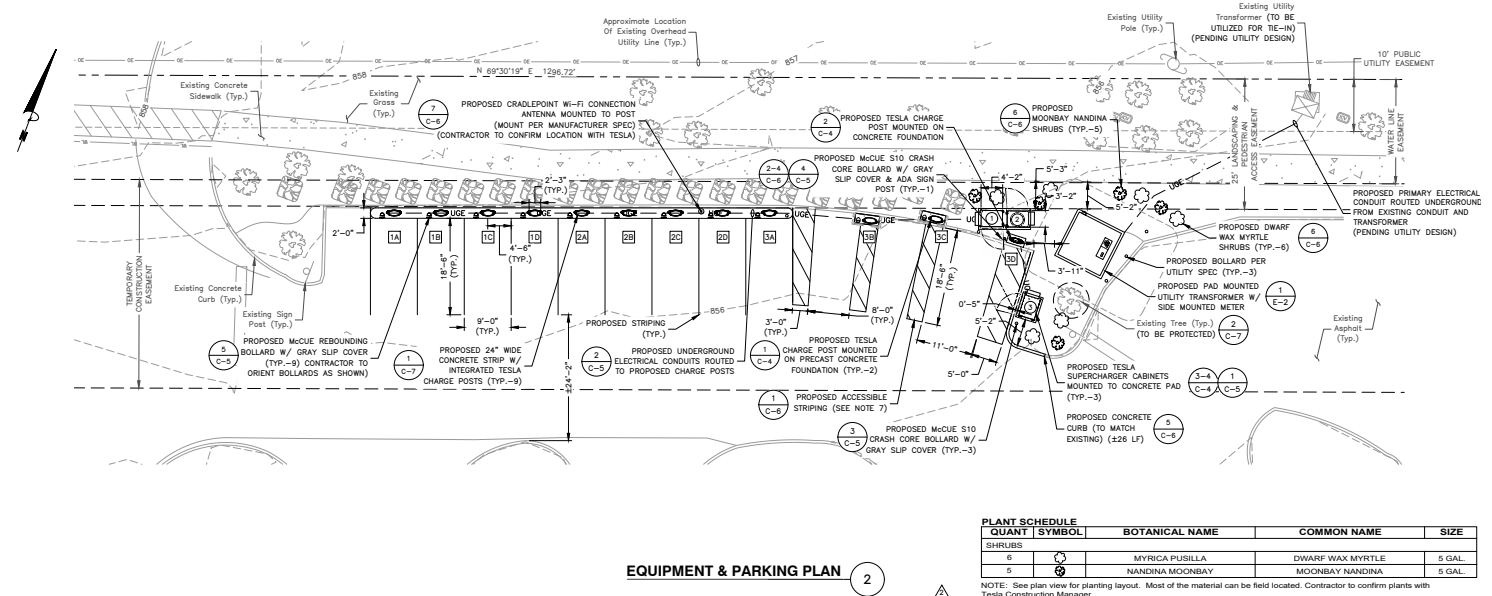 Approximate Location
Of Existing Overhead
Utility Line (Typ.)
Existing Utility
Pole (Typ.)
Existing Utility
Transformer (TO BE
UTILIZED FOR TIE-IN)
(PENDING UTILITY DESIGN)
10' PUBLIC
UTILITY EASEMENT
OE
858
857
856
N 69°30'19" E 1296.72'
Existing Concrete
Sidewalk (Typ.)
858
Existing
Grass
(Typ.)
7
C-6
PROPOSED CRADLEPOINT Wi-Fi CONNECTION
ANTENNA MOUNTED TO POST
(MOUNT PER MANUFACTURER SPEC)
(CONTRACTOR TO CONFIRM LOCATION WITH TESLA)
2
C-4
PROPOSED TESLA CHARGE
POST MOUNTED ON
CONCRETE FOUNDATION
6
C-6
PROPOSED
MOONBAY NANDINA
SHRUBS (TYP.-5)
25' LANDSCAPING &
PEDESTRIAN
ACCESS EASEMENT
WATER LINE
EASEMENT
2-4
C-6
4
C-5
PROPOSED McCUE S10 CRASH
CORE BOLLARD W/ GRAY
SLIP COVER & ADA SIGN
POST (TYP.-1)
2'-3"
(TYP.)
4'-2"
5'-3"
3'-2"
5'-2"
UGE
PROPOSED PRIMARY ELECTRICAL
CONDUIT ROUTED UNDERGROUND
FROM EXISTING CONDUIT AND
TRANSFORMER
(PENDING UTILITY DESIGN)
UGE
UGE
UGE
UGE
1
2
2'-0"
1A
1B
1C
1D
2A
2B
2C
2D
3A
3B
3C
3D
18'-6"
(TYP.)
4'-6"
(TYP.)
18'-6"
(TYP.)
3'-11"
PROPOSED DWARF
WAX MYRTLE
SHRUBS (TYP.-6)
6
C-6
PROPOSED BOLLARD PER
UTILITY SPEC (TYP.-3)
PROPOSED PAD MOUNTED
UTILITY TRANSFORMER W/
SIDE MOUNTED METER
1
E-2
TEMPORARY
CONSTRUCTION
EASEMENT
Existing Concrete
Curb (Typ.)
Existing Sign
Post (Typ.)
9'-0"
(TYP.)
PROPOSED STRIPING
(TYP.)
856
3'-0"
(TYP.)
8'-0"
(TYP.)
0'-5"
5'-2"
3
Existing Tree (Typ.)
(TO BE PROTECTED)
2
C-7
Existing
Asphalt
(Typ.)
5
C-5
PROPOSED McCUE REBOUNDING
BOLLARD W/ GRAY SLIP COVER
(TYP.-9) CONTRACTOR TO
ORIENT BOLLARDS AS SHOWN)
1
C-7
PROPOSED 24" WIDE
CONCRETE STRIP W/
INTEGRATED TESLA
CHARGE POSTS (TYP.-9)
2
C-5
PROPOSED UNDERGROUND
ELECTRICAL CONDUITS ROUTED
TO PROPOSED CHARGE POSTS
1
C-4
PROPOSED TESLA
CHARGE POST MOUNTED
ON PRECAST CONCRETE
FOUNDATION (TYP.-2)
11'-0"
5'-0"
±24'-2"
PROPOSED TESLA
SUPERCHARGER CABINETS
MOUNTED TO CONCRETE PAD
(TYP.-3)
3-4
C-4
1
C-5
1
C-6
PROPOSED ACCESSIBLE
STRIPING (SEE NOTE 7)
3
C-5
PROPOSED McCUE S10
CRASH CORE BOLLARD W/
GRAY SLIP COVER (TYP.-3)
PROPOSED CONCRETE
CURB (TO MATCH
EXISTING) (±26 LF)
5
C-6
EQUIPMENT & PARKING PLAN 2
2
PLANT SCHEDULE
QUANT SYMBOL BOTANICAL NAME COMMON NAME SIZE
SHRUBS
6 MYRICA PUSILLA DWARF WAX MYRTLE 5 GAL.
5 NANDINA MOONBAY MOONBAY NANDINA 5 GAL.
NOTE: See plan view for planting layout. Most of the material can be field located. Contractor to confirm plants with
Tesla Construction Manager